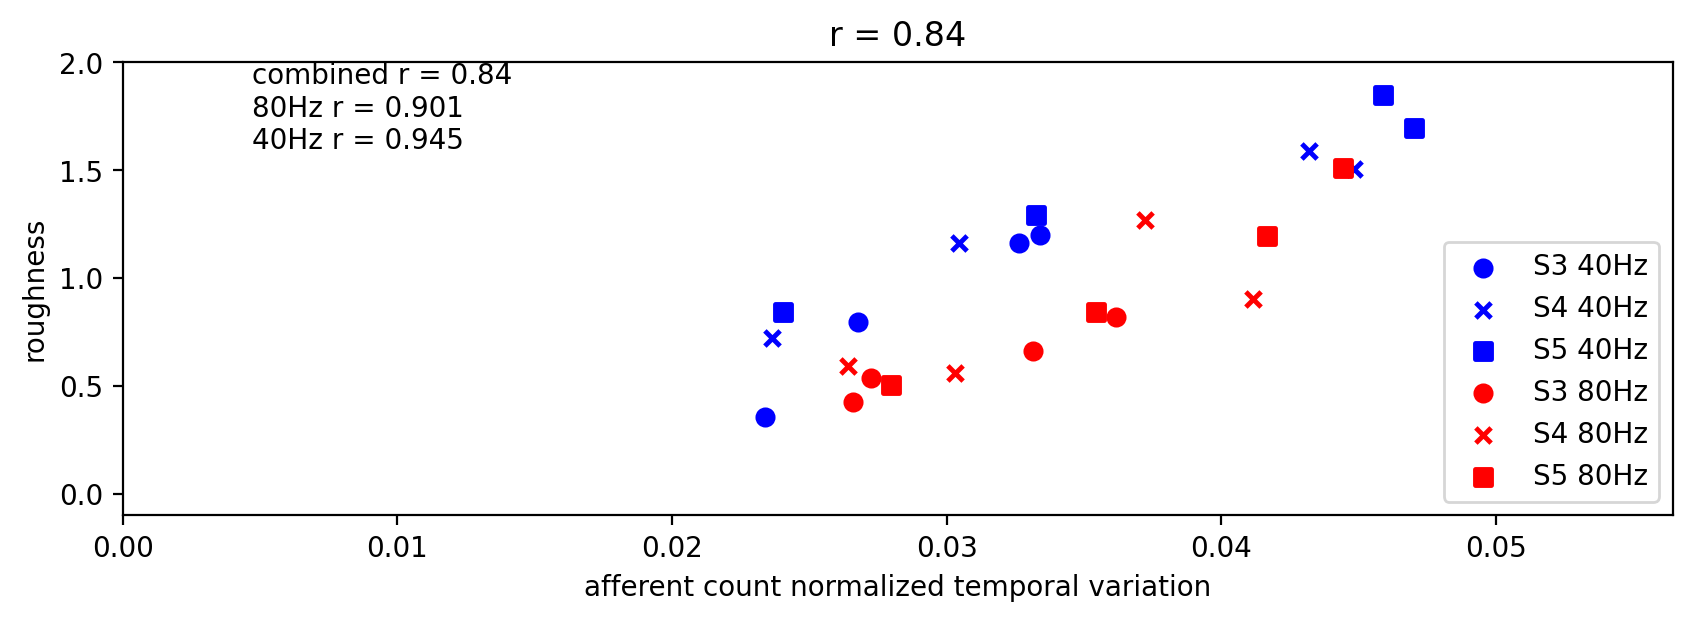 r = 0.84
combined r = 0.84
80Hz r = 0.901
40Hz r = 0.945
2.0
1.5
1.0
0.5
0.0
roughness
S3 40Hz
S4 40Hz
S5 40Hz
S3 80Hz
S4 80Hz
S5 80Hz
0.00 0.01 0.02 0.03 0.04 0.05
afferent count normalized temporal variation